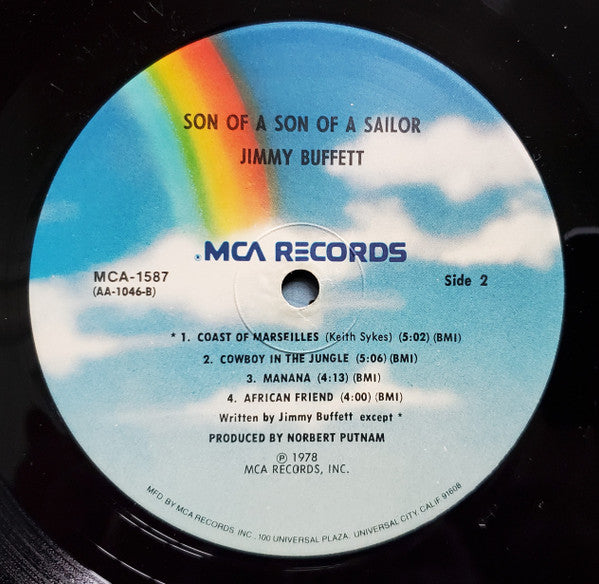 SON OF A SON OF A SAILOR
JIMMY BUFFETT
® MCA RECORDS
MCA-1587
(AA-1046-B)
Side 2
* 1. COAST OF MARSEILLES (Keith Sykes) (5:02) (BMI)
2. COWBOY IN THE JUNGLE (5:06) (BMI)
3. MANANA (4:13) (BMI)
4. AFRICAN FRIEND (4:00) (BMI)
Written by Jimmy Buffett except *
PRODUCED BY NORBERT PUTNAM
℗ 1978
MCA RECORDS, INC.
MFD BY MCA RECORDS INC., 100 UNIVERSAL PLAZA, UNIVERSAL CITY, CALIF 91608